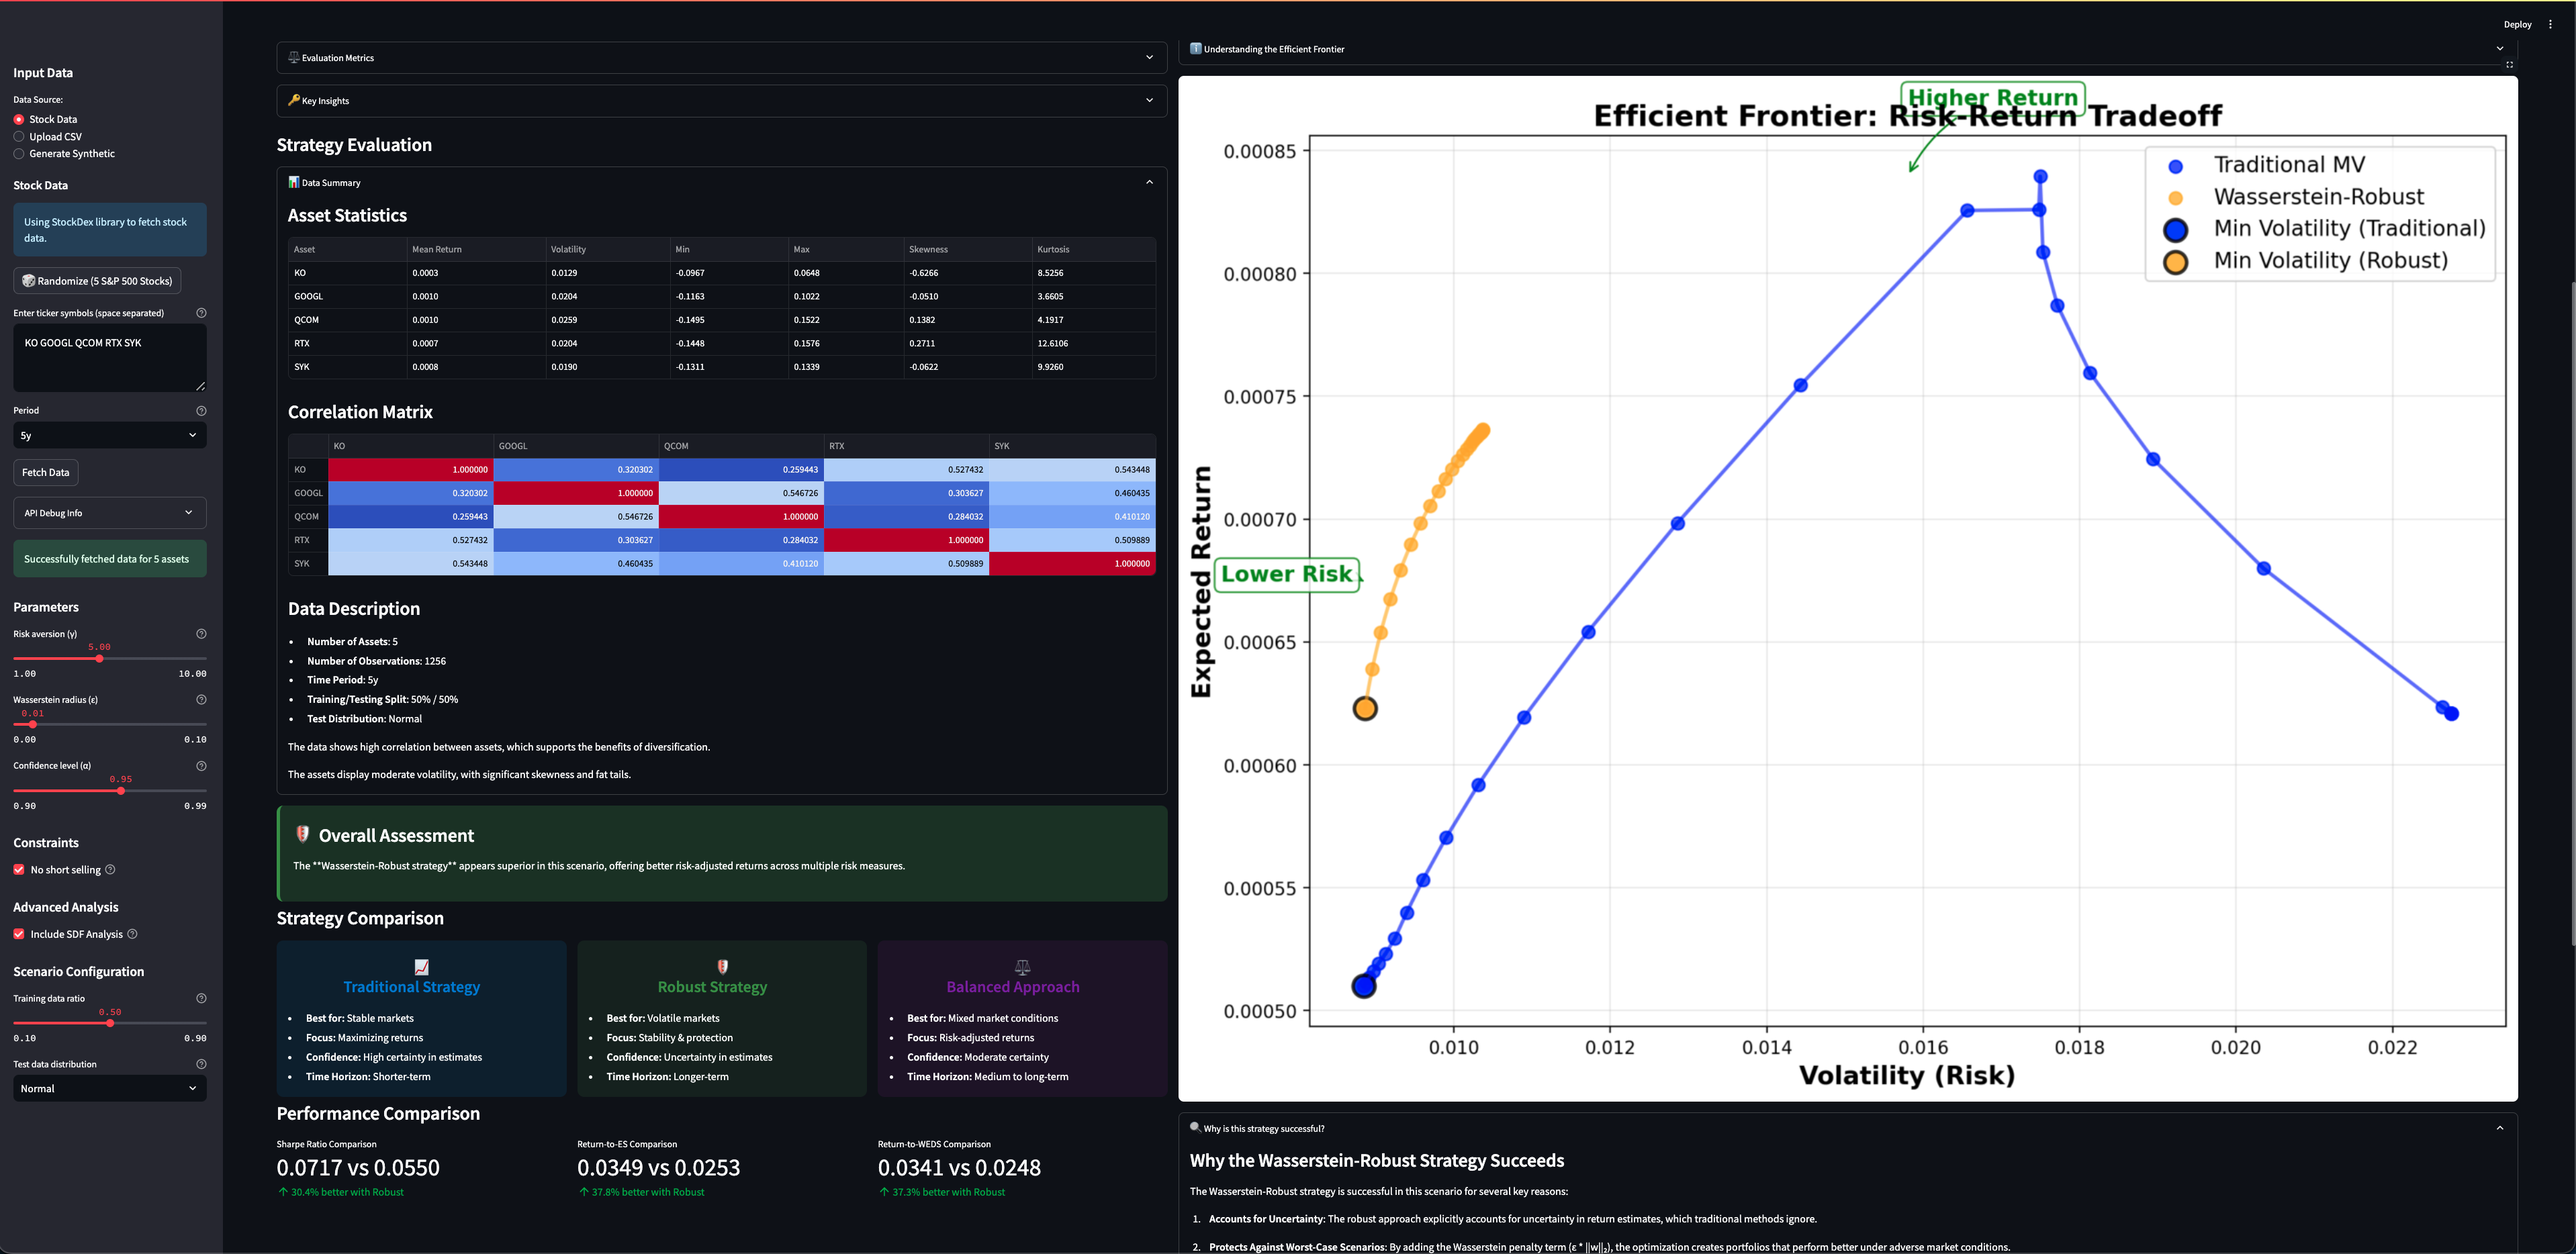 Deploy
Input Data
Data Source:
Stock Data
Upload CSV
Generate Synthetic
Stock Data
Using StockDex library to fetch stock
data.
Randomize (5 S&P 500 Stocks)
Enter ticker symbols (space separated)
KO GOOGL QCOM RTX SYK
Period
5y
Fetch Data
API Debug Info
Successfully fetched data for 5 assets
Parameters
Risk aversion (γ)
5.00
1.00 10.00
Wasserstein radius (ε)
0.01
0.00 0.10
Confidence level (α)
0.95
0.90 0.99
Constraints
No short selling
Advanced Analysis
Include SDF Analysis
Scenario Configuration
Training data ratio
0.50
0.10 0.90
Test data distribution
Normal
Evaluation Metrics
Key Insights
Strategy Evaluation
Data Summary
Asset Statistics
Asset Mean Return Volatility Min Max Skewness Kurtosis
KO 0.0003 0.0129 -0.0967 0.0648 -0.6266 8.5256
GOOGL 0.0010 0.0204 -0.1163 0.1022 -0.0510 3.6605
QCOM 0.0010 0.0259 -0.1495 0.1522 0.1382 4.1917
RTX 0.0007 0.0204 -0.1448 0.1576 0.2711 12.6106
SYK 0.0008 0.0190 -0.1311 0.1339 -0.0622 9.9260
Correlation Matrix
KO GOOGL QCOM RTX SYK
KO 1.000000 0.320302 0.259443 0.527432 0.543448
GOOGL 0.320302 1.000000 0.546726 0.303627 0.460435
QCOM 0.259443 0.546726 1.000000 0.284032 0.410120
RTX 0.527432 0.303627 0.284032 1.000000 0.509889
SYK 0.543448 0.460435 0.410120 0.509889 1.000000
Data Description
• Number of Assets: 5
• Number of Observations: 1256
• Time Period: 5y
• Training/Testing Split: 50% / 50%
• Test Distribution: Normal
The data shows high correlation between assets, which supports the benefits of diversification.
The assets display moderate volatility, with significant skewness and fat tails.
Overall Assessment
The **Wasserstein-Robust strategy** appears superior in this scenario, offering better risk-adjusted returns across multiple risk measures.
Strategy Comparison
Traditional Strategy
• Best for: Stable markets
• Focus: Maximizing returns
• Confidence: High certainty in estimates
• Time Horizon: Shorter-term
Robust Strategy
• Best for: Volatile markets
• Focus: Stability & protection
• Confidence: Uncertainty in estimates
• Time Horizon: Longer-term
Balanced Approach
• Best for: Mixed market conditions
• Focus: Risk-adjusted returns
• Confidence: Moderate certainty
• Time Horizon: Medium to long-term
Performance Comparison
Sharpe Ratio Comparison
0.0717 vs 0.0550
↑ 30.4% better with Robust
Return-to-ES Comparison
0.0349 vs 0.0253
↑ 37.8% better with Robust
Return-to-WEDS Comparison
0.0341 vs 0.0248
↑ 37.3% better with Robust
Understanding the Efficient Frontier
Higher Return
Efficient Frontier: Risk-Return Tradeoff
Traditional MV
Wasserstein-Robust
Min Volatility (Traditional)
Min Volatility (Robust)
Lower Risk
Expected Return
0.00085
0.00080
0.00075
0.00070
0.00065
0.00060
0.00055
0.00050
0.010 0.012 0.014 0.016 0.018 0.020 0.022
Volatility (Risk)
Why is this strategy successful?
Why the Wasserstein-Robust Strategy Succeeds
The Wasserstein-Robust strategy is successful in this scenario for several key reasons:
1. Accounts for Uncertainty: The robust approach explicitly accounts for uncertainty in return estimates, which traditional methods ignore.
2. Protects Against Worst-Case Scenarios: By adding the Wasserstein penalty term (ε * ||w||₂), the optimization creates portfolios that perform better under adverse market conditions.